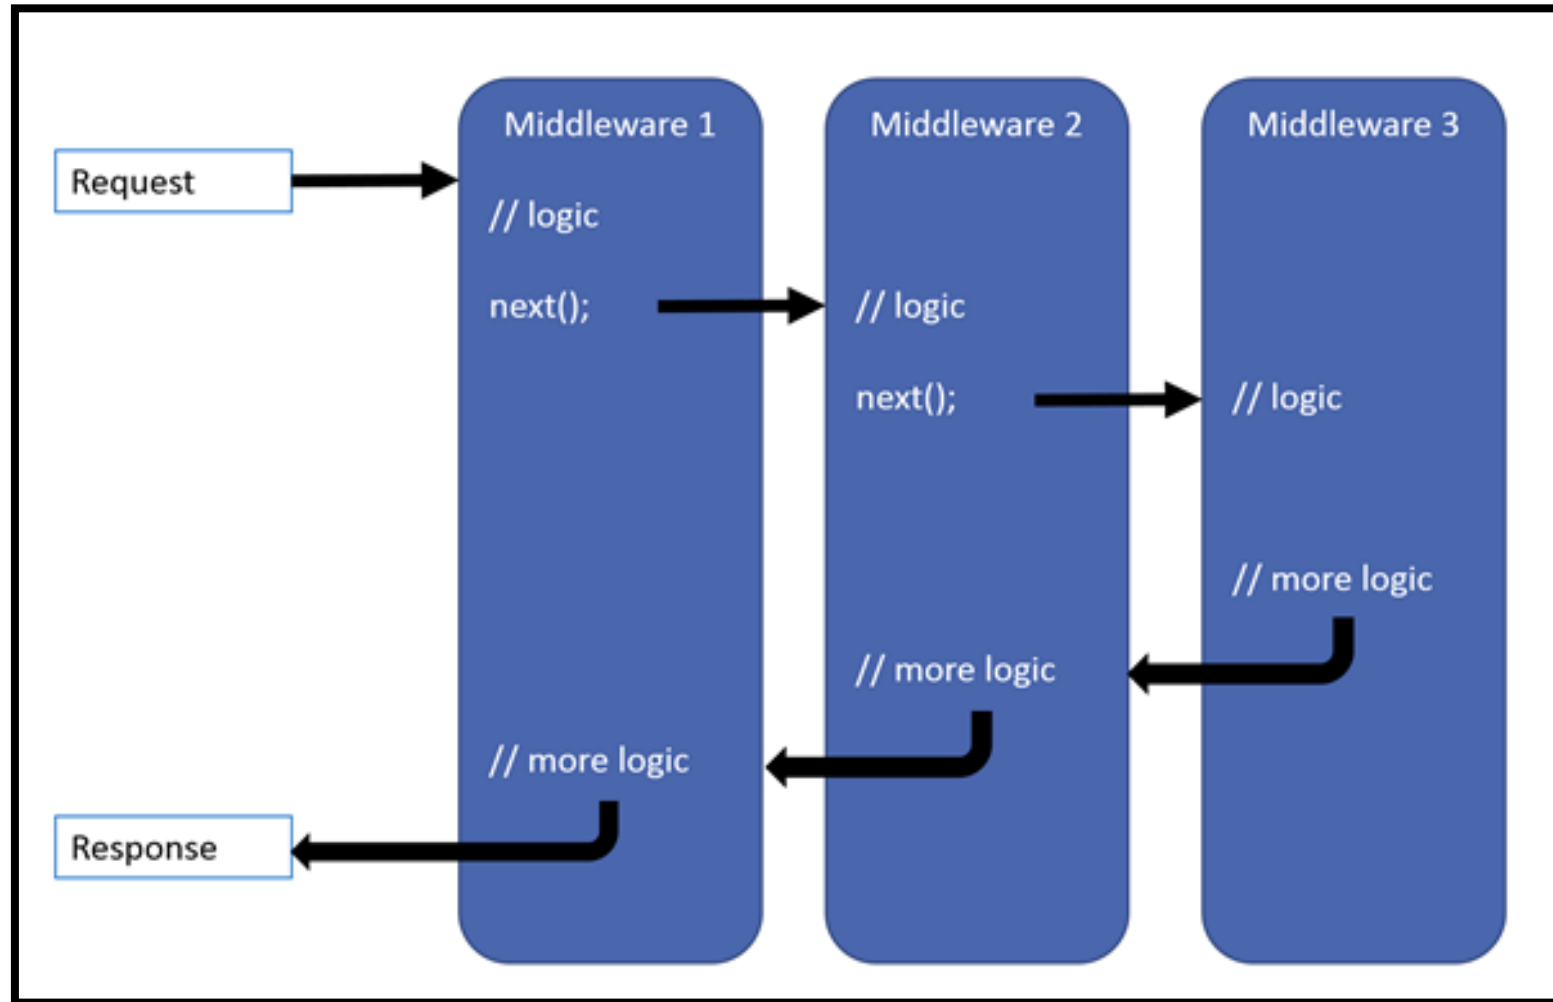 Middleware 1
Middleware 2
Middleware 3
Request
// logic
next();
// logic
next();
// logic
// more logic
// more logic
// more logic
Response